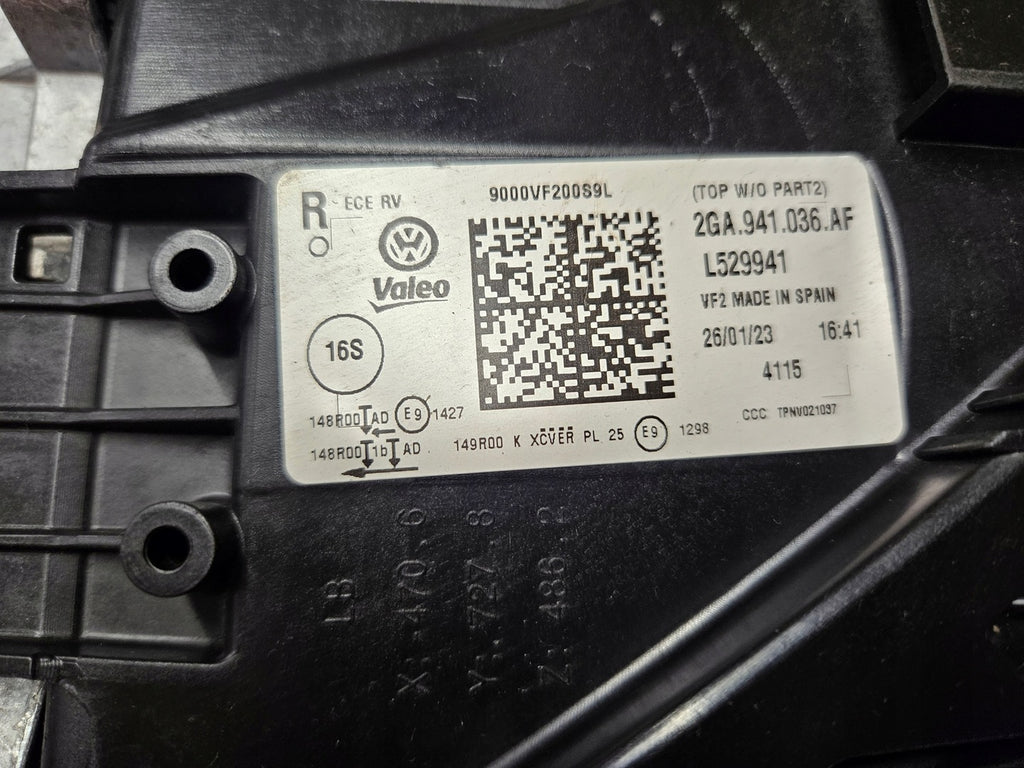 R
ECE RV
VW
Valeo
16S
148R00 AD E9 1427
148R00 1b AD
9000VF200S9L
149R00 K XCVER PL 25 E9 1298
(TOP W/O PART2)
2GA.941.036.AF
L529941
VF2 MADE IN SPAIN
26/01/23 16:41
4115
CCC TPNV021097
LB
X:-470,6
Y:-727.8
Z: 486.2